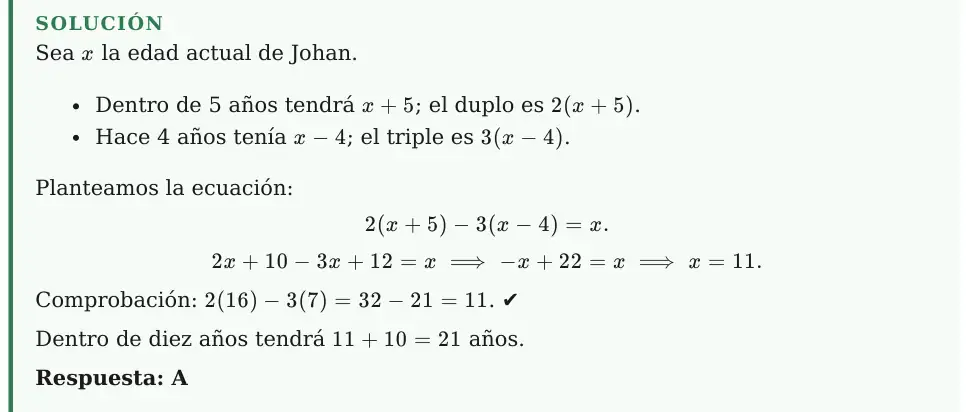 SOLUCIÓN
Sea x la edad actual de Johan.
• Dentro de 5 años tendrá x + 5; el duplo es 2(x + 5).
• Hace 4 años tenía x − 4; el triple es 3(x − 4).
Planteamos la ecuación:
2(x + 5) − 3(x − 4) = x.
2x + 10 − 3x + 12 = x ⟹ −x + 22 = x ⟹ x = 11.
Comprobación: 2(16) − 3(7) = 32 − 21 = 11. ✔
Dentro de diez años tendrá 11 + 10 = 21 años.
Respuesta: A